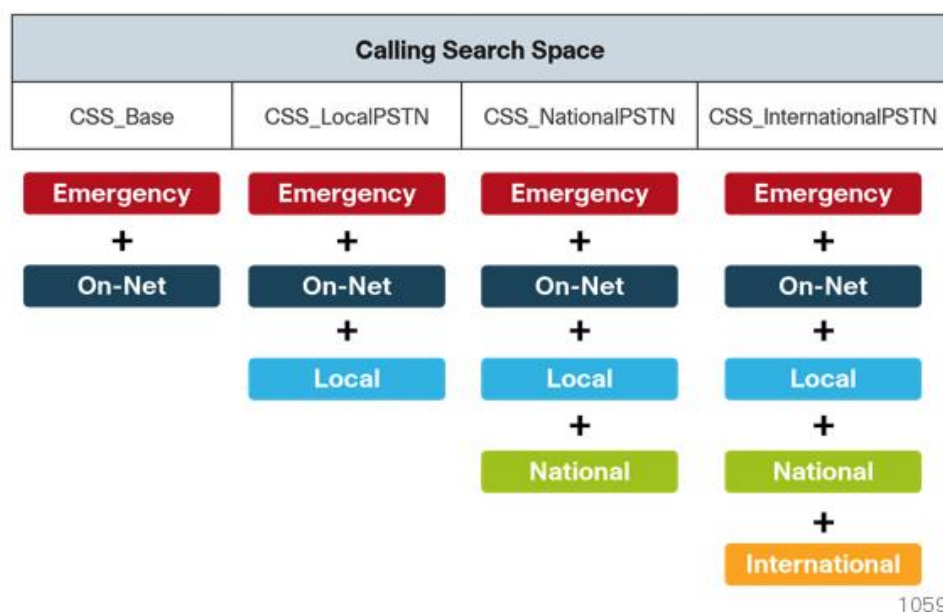 Calling Search Space
CSS_Base CSS_LocalPSTN CSS_NationalPSTN CSS_InternationalPSTN
Emergency Emergency Emergency Emergency
+ + + +
On-Net On-Net On-Net On-Net
+ + +
Local Local Local
+ +
National National
+
International
1059